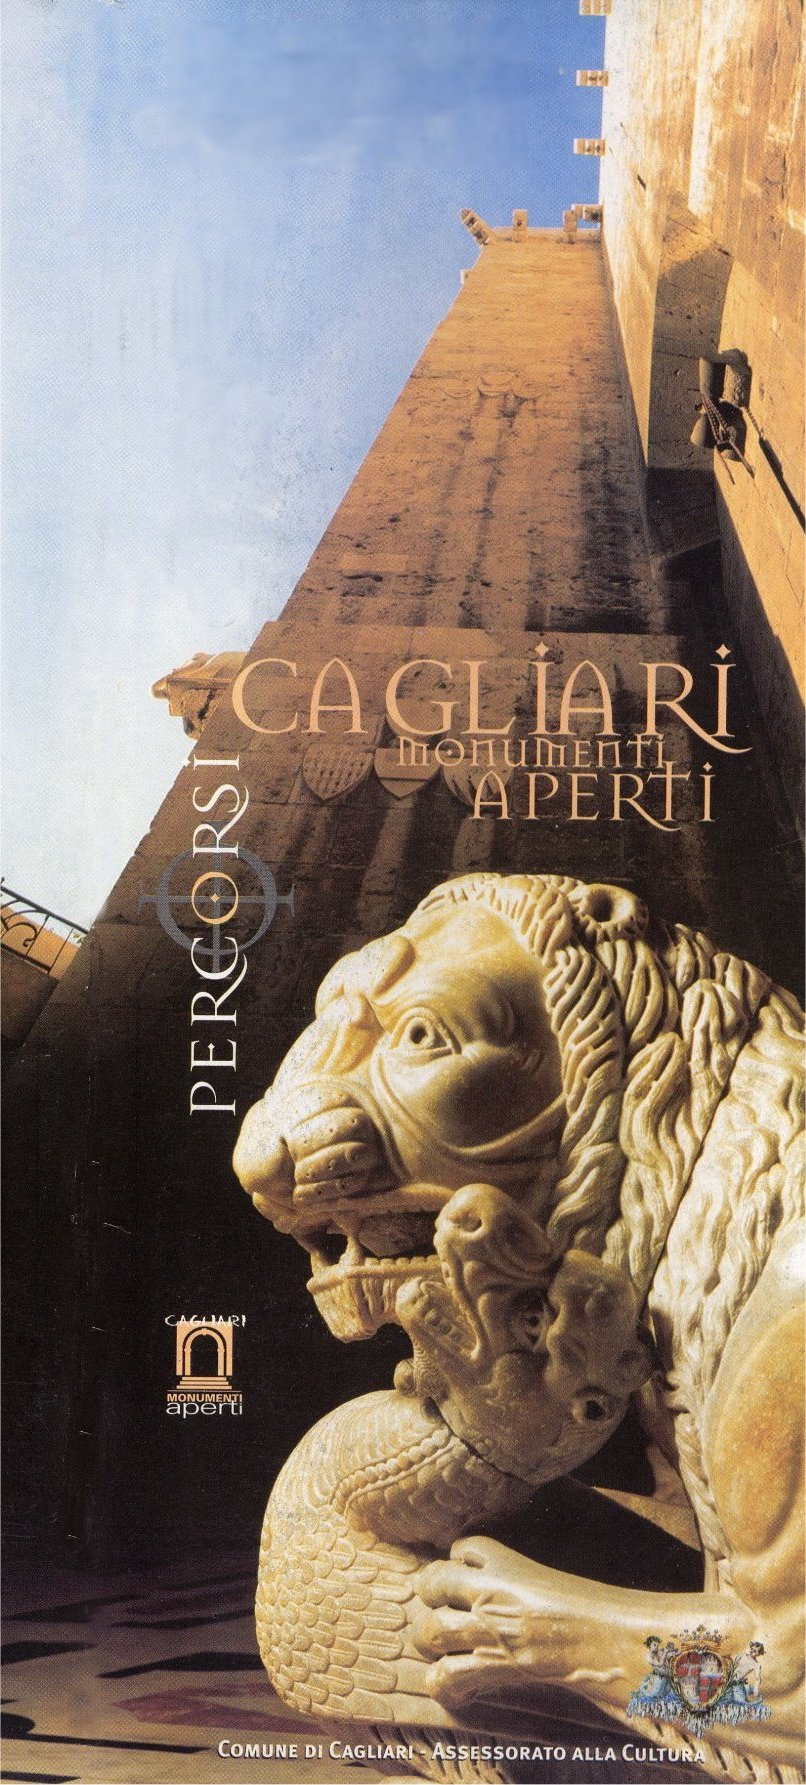 CAGLIARI
MONUMENTI
APERTI
PERCORSI
CAGLIARI
MONUMENTI
aperti
COMUNE DI CAGLIARI - ASSESSORATO ALLA CULTURA